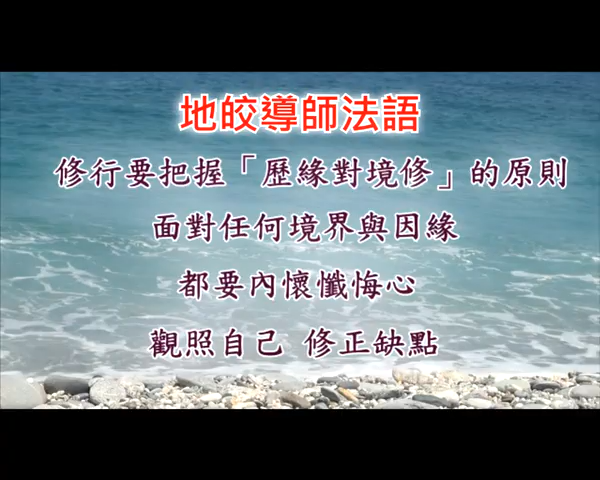 地皎導師法語
修行要把握「歷緣對境修」的原則
面對任何境界與因緣
都要內懷懺悔心
觀照自己 修正缺點